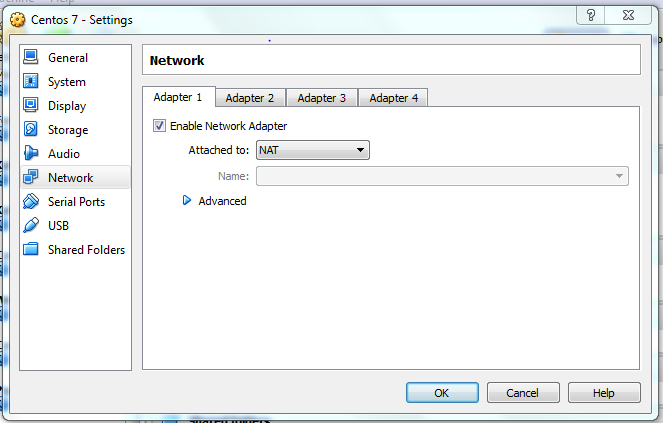 Centos 7 - Settings
General
System
Display
Storage
Audio
Network
Serial Ports
USB
Shared Folders
Network
Adapter 1 Adapter 2 Adapter 3 Adapter 4
Enable Network Adapter
Attached to: NAT
Name:
Advanced
OK Cancel Help